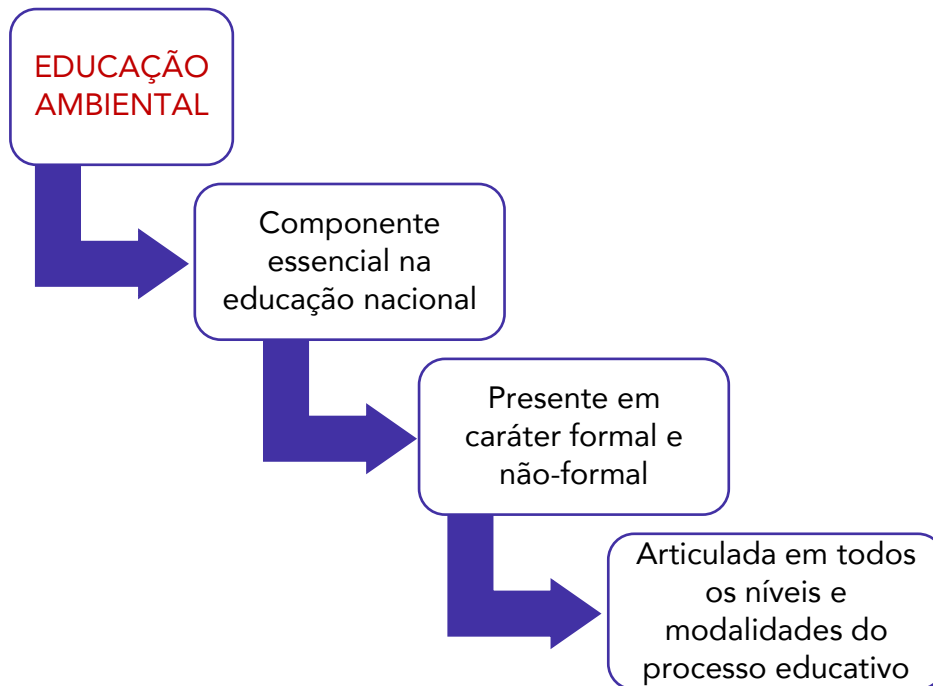 EDUCAÇÃO
AMBIENTAL
Componente
essencial na
educação nacional
Presente em
caráter formal e
não-formal
Articulada em todos
os níveis e
modalidades do
processo educativo